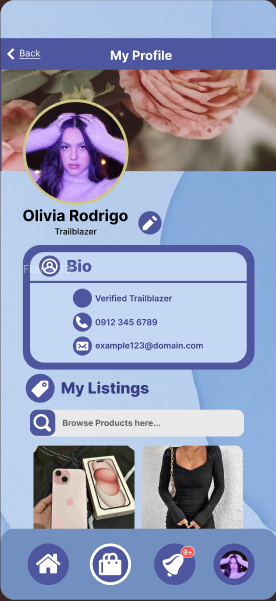 Back
My Profile
Olivia Rodrigo
Trailblazer
Bio
Verified Trailblazer
0912 345 6789
example123@domain.com
My Listings
Browse Products here...
9+